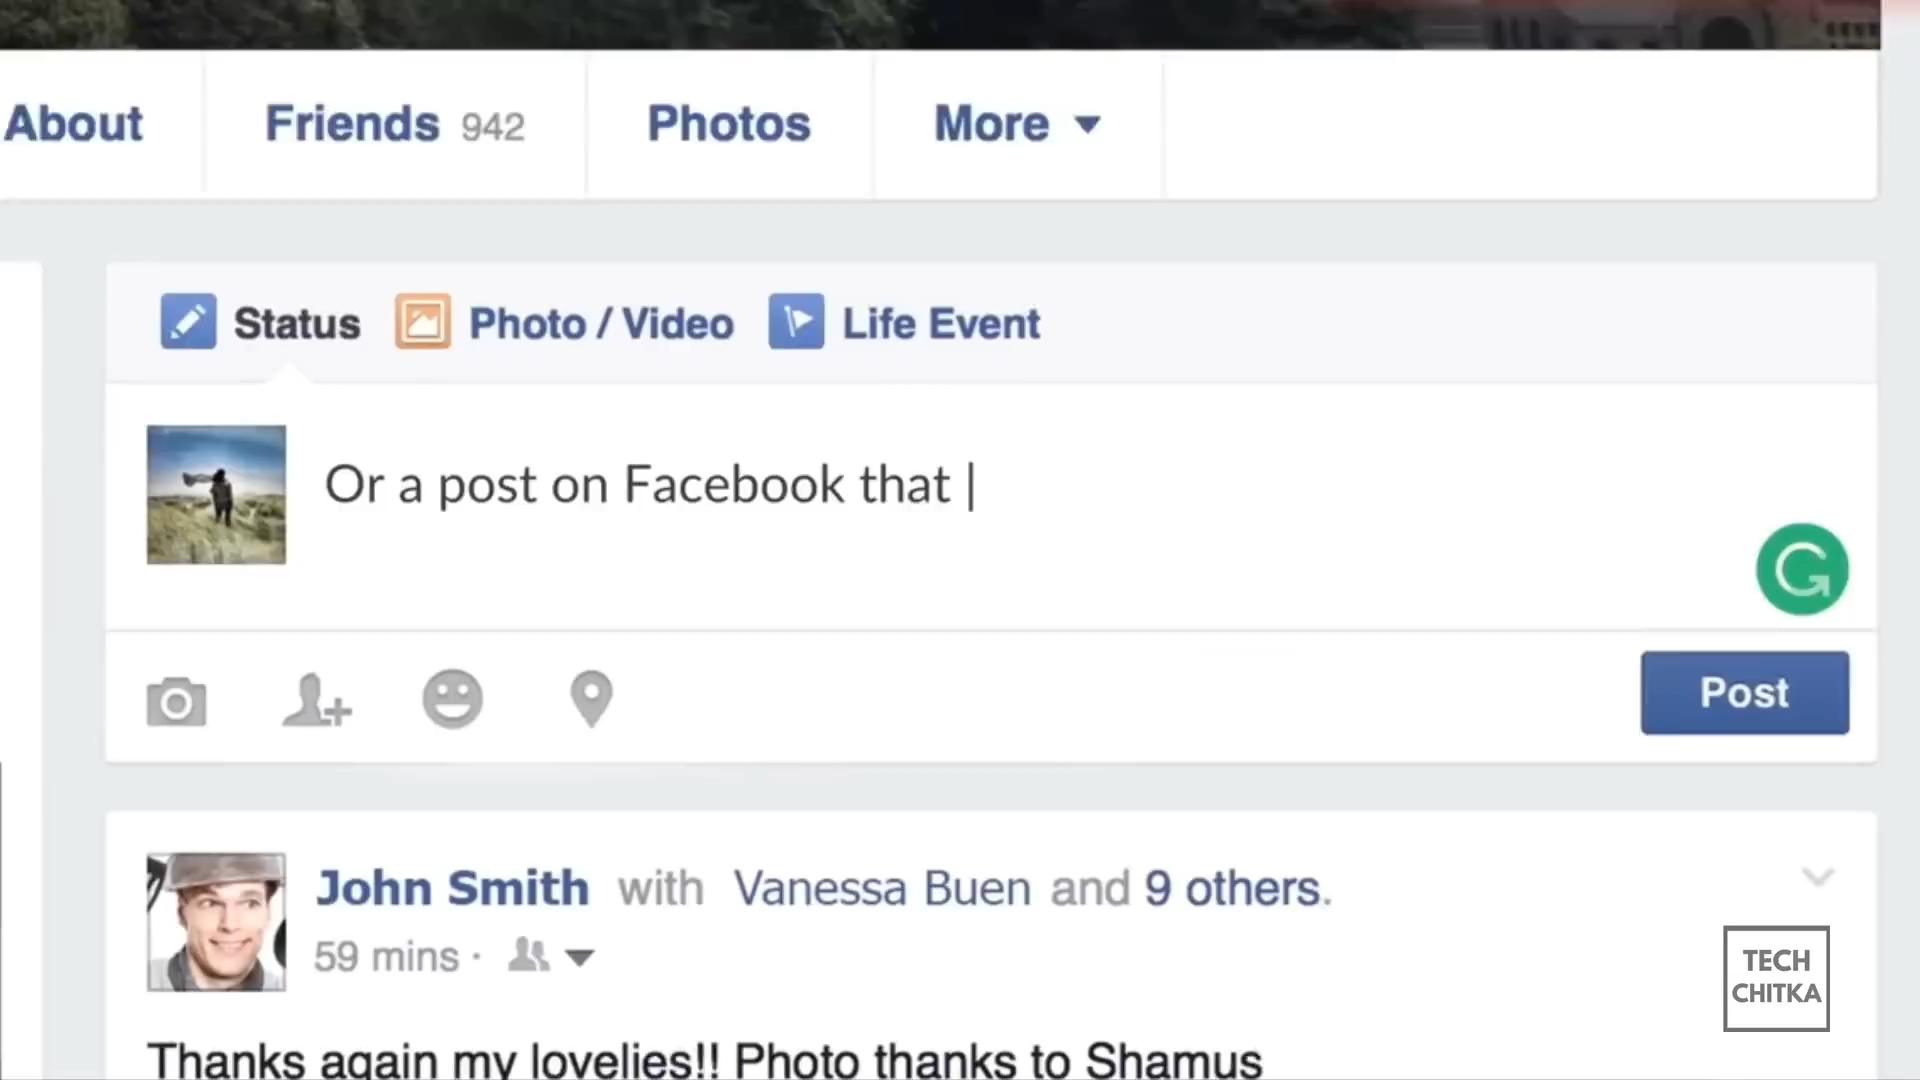 About Friends 942 Photos More
Status Photo / Video Life Event
Or a post on Facebook that
Post
John Smith with Vanessa Buen and 9 others.
59 mins ·
TECH
CHITKA
Thanks again my lovelies!! Photo thanks to Shamus